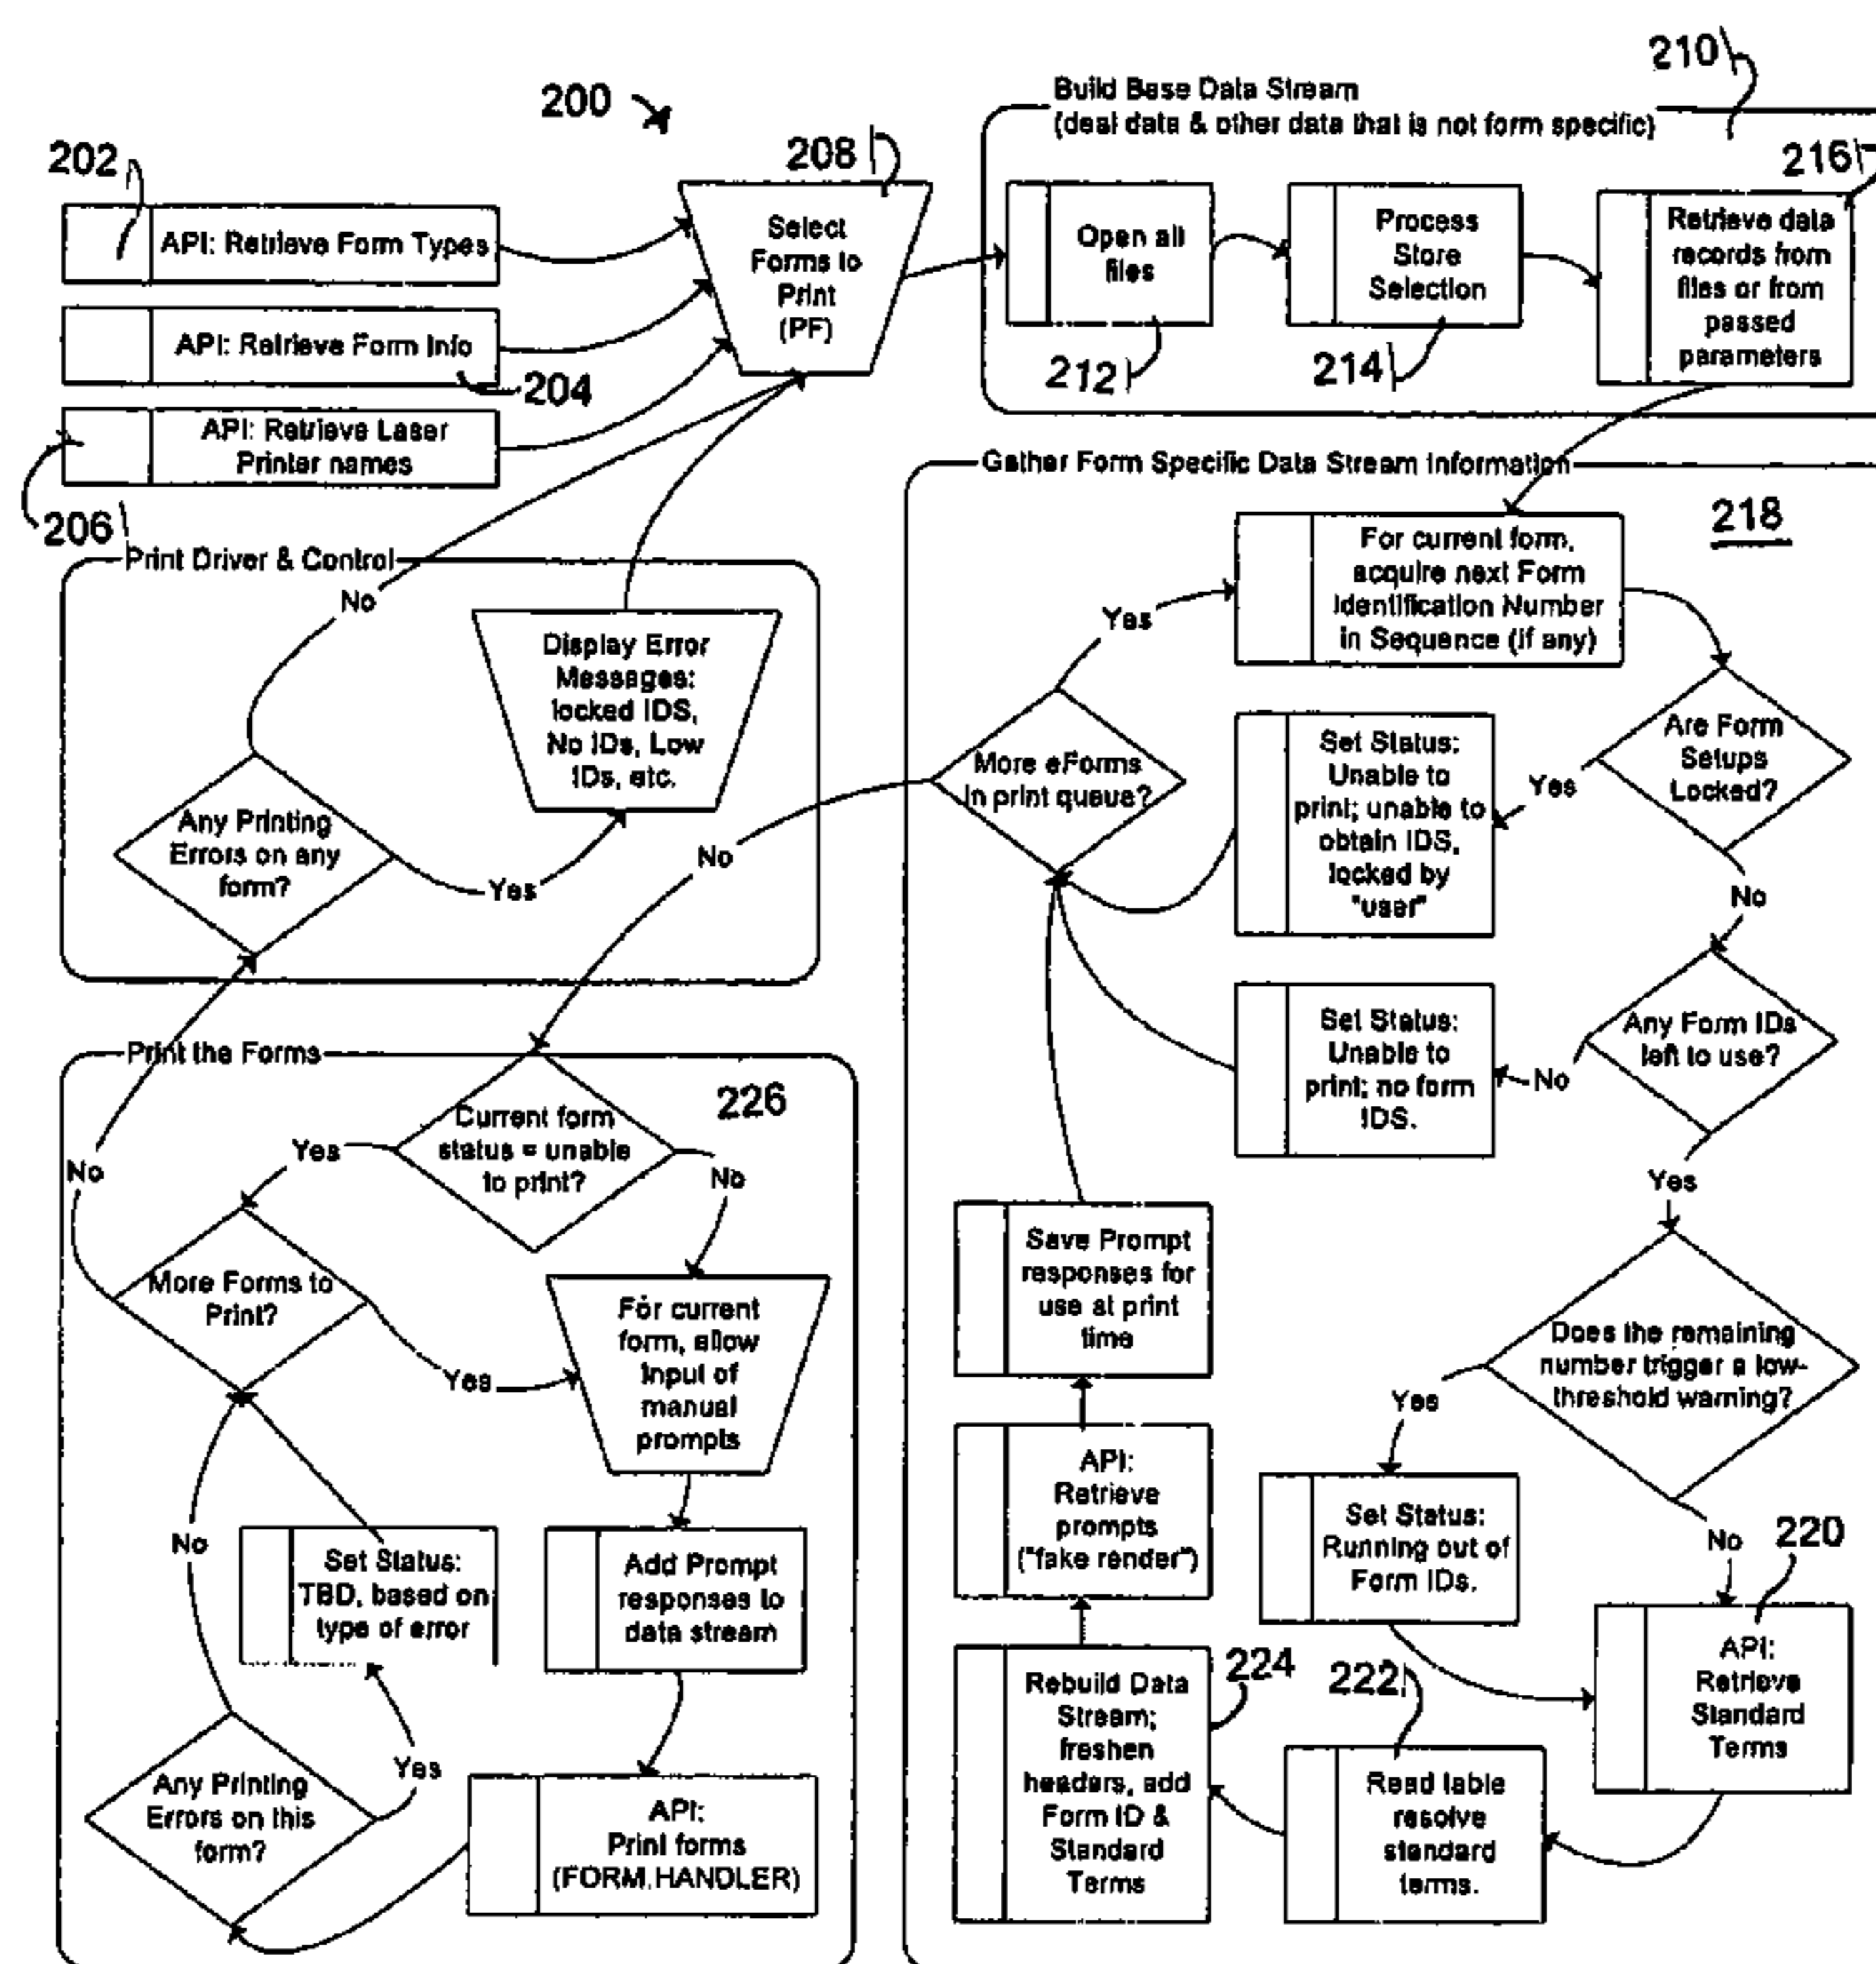 200
202
API: Retrieve Form Types
API: Retrieve Form Info
204
API: Retrieve Laser
Printer names
206
208
Select
Forms to
Print
(PF)
210
Build Base Data Stream
(deal data & other data that is not form specific)
Open all
files
212
Process
Store
Selection
214
216
Retrieve data
records from
files or from
passed
parameters
Print Driver & Control
No
Display Error
Messages:
locked IDS,
No IDs, Low
IDs, etc.
Any Printing
Errors on any
form?
Yes
Gather Form Specific Data Stream Information
218
For current form,
acquire next Form
Identification Number
in Sequence (if any)
Yes
More eForms
in print queue?
No
Are Form
Setups
Locked?
Yes
Set Status:
Unable to
print; unable to
obtain IDS,
locked by
"user"
No
Any Form IDs
left to use?
No
Set Status:
Unable to
print; no form
IDS.
Yes
Does the remaining
number trigger a low-
threshold warning?
Yes
Set Status:
Running out of
Form IDs.
No
220
API:
Retrieve
Standard
Terms
222
Read table
resolve
standard
terms.
224
Rebuild Data
Stream;
freshen
headers, add
Form ID &
Standard
Terms
API:
Retrieve
prompts
("fake render")
Save Prompt
responses for
use at print
time
Print the Forms
226
Current form
status = unable
to print?
Yes
No
No
More Forms to
Print?
Yes
For current
form, allow
Input of
manual
prompts
Add Prompt
responses to
data stream
API:
Print forms
(FORM.HANDLER)
Any Printing
Errors on this
form?
Yes
Set Status:
TBD, based on
type of error
No